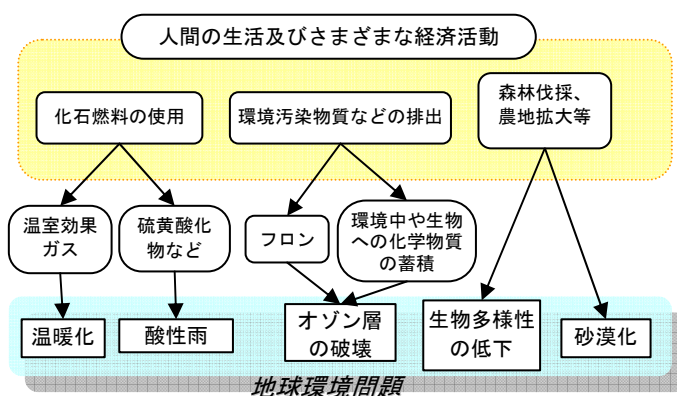 人間の生活及びさまざまな経済活動
化石燃料の使用
環境汚染物質などの排出
森林伐採、
農地拡大等
温室効果
ガス
硫黄酸化
物など
フロン
環境中や生物
への化学物質
の蓄積
温暖化
酸性雨
オゾン層
の破壊
生物多様性
の低下
砂漠化
地球環境問題